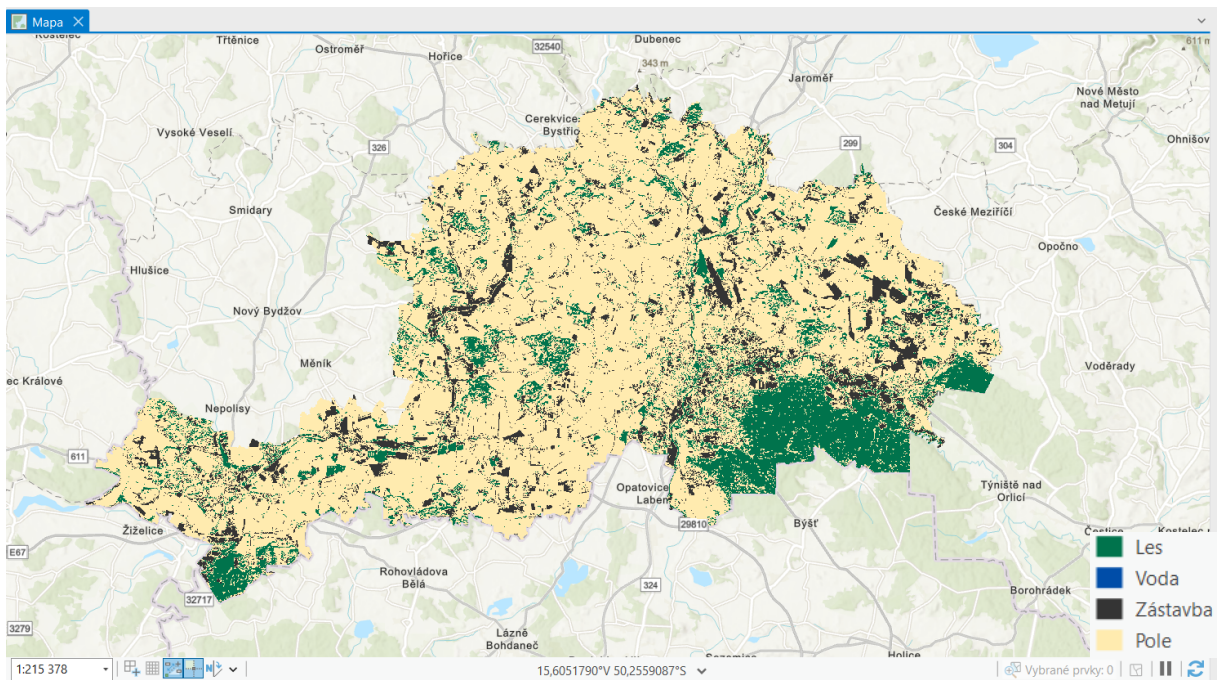 Mapa
Kostelec
Třtěnice
Ostroměř
Hořice
32540
Dubenec
611 m
343 m
Jaroměř
Nové Město
nad Metují
Cerekvice
Bystřic
Vysoké Veselí
326
299
304
Ohnišov
Smidary
České Meziříčí
Opočno
Hlušice
Nový Bydžov
Měník
Voděrady
ec Králové
Nepolisy
611
Opatovice
Labem
Týniště nad
Orlicí
Žiželice
29810
Býšť
Čestice
Kostelec n
E67
Les
Rohovládova
Bělá
Voda
324
Borohrádek
32717
Zástavba
3279
Lázně
Bohdaneč
Pole
Sezemice
Holice
1:215 378
15,6051790°V 50,2559087°S
Vybrané prvky: 0